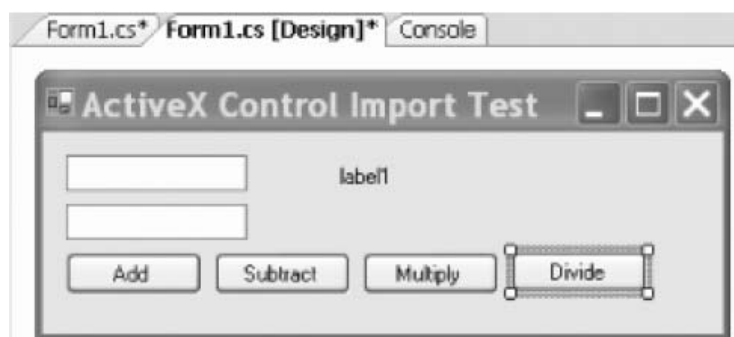 Form1.cs* Form1.cs [Design]* Console
ActiveX Control Import Test
label1
Add Subtract Multiply Divide